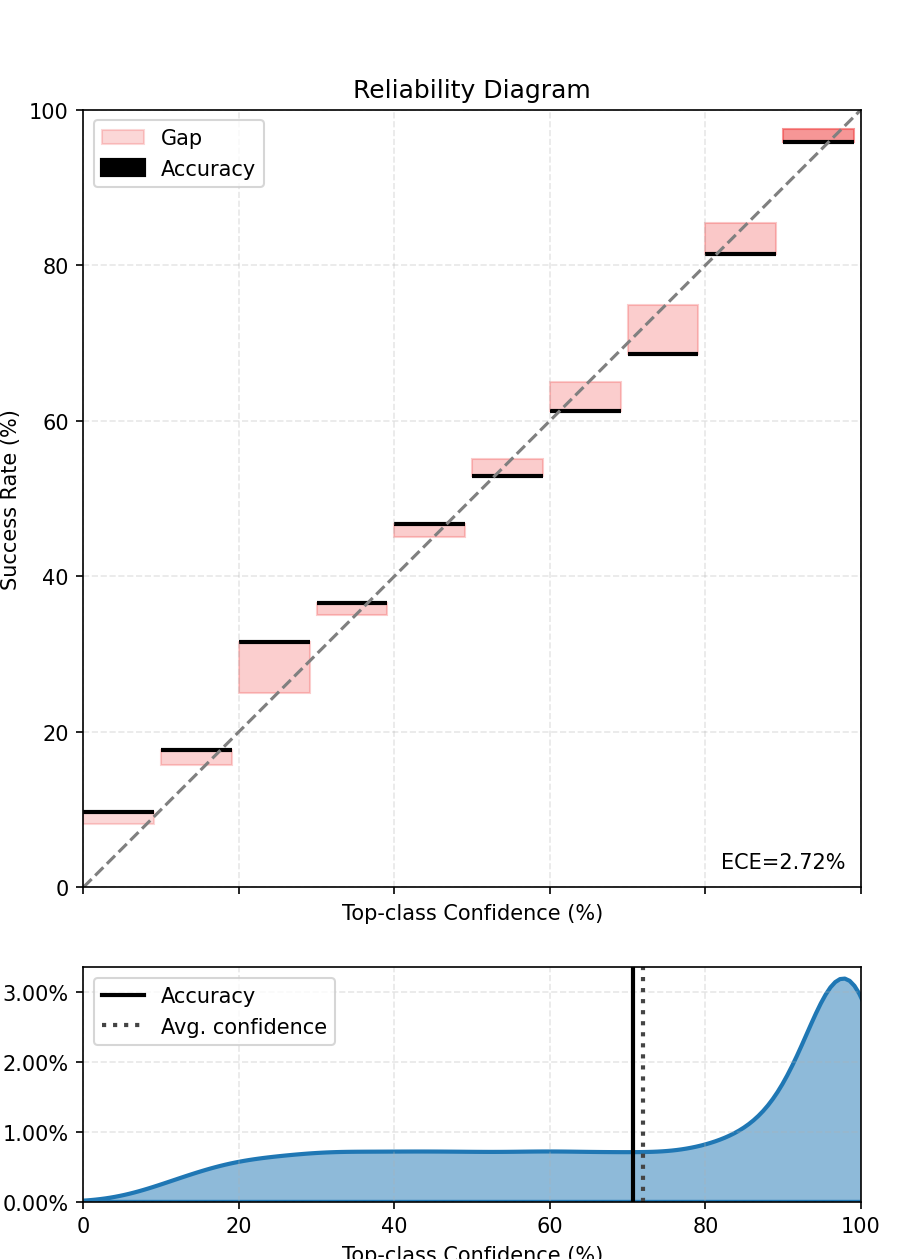 Reliability Diagram
100
80
60
40
20
0
Success Rate (%)
Gap
Accuracy
ECE=2.72%
Top-class Confidence (%)
3.00%
2.00%
1.00%
0.00%
Accuracy
Avg. confidence
0 20 40 60 80 100
Top-class Confidence (%)